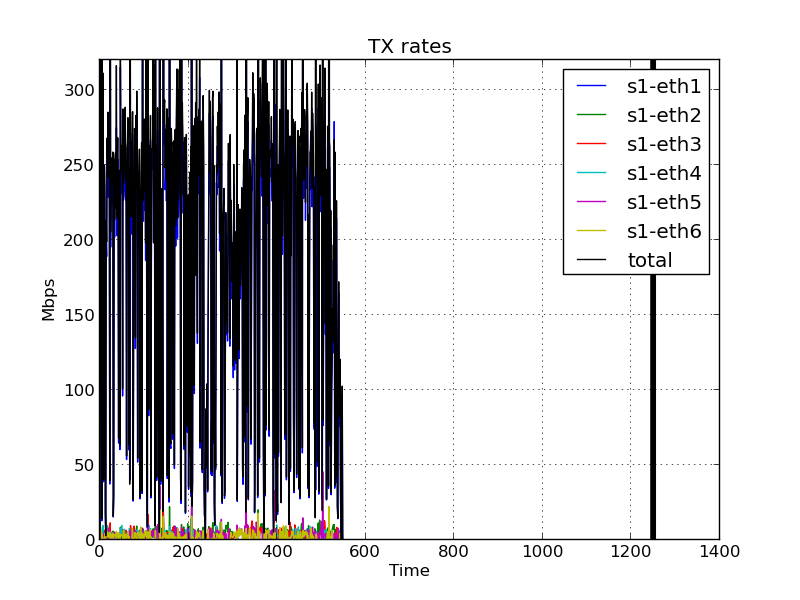 TX rates
300
250
200
150
100
50
0
Mbps
s1-eth1
s1-eth2
s1-eth3
s1-eth4
s1-eth5
s1-eth6
total
0 200 400 600 800 1000 1200 1400
Time